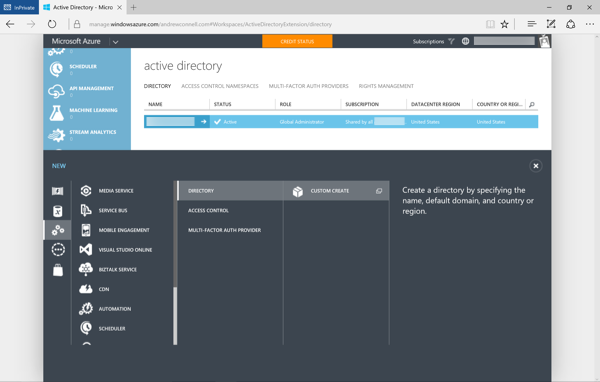 InPrivate
Active Directory - Micro
manage.windowsazure.com/andrewconnell.com#Workspaces/ActiveDirectoryExtension/directory
Microsoft Azure
CREDIT STATUS
Subscriptions
0
SCHEDULER
0
API MANAGEMENT
0
MACHINE LEARNING
0
STREAM ANALYTICS
0
active directory
DIRECTORY ACCESS CONTROL NAMESPACES MULTI-FACTOR AUTH PROVIDERS RIGHTS MANAGEMENT
NAME STATUS ROLE SUBSCRIPTION DATACENTER REGION COUNTRY OR REGI...
Active Global Administrator Shared by all United States United States
NEW
MEDIA SERVICE
SERVICE BUS
MOBILE ENGAGEMENT
VISUAL STUDIO ONLINE
BIZTALK SERVICE
CDN
AUTOMATION
SCHEDULER
DIRECTORY
ACCESS CONTROL
MULTI-FACTOR AUTH PROVIDER
CUSTOM CREATE
Create a directory by specifying the
name, default domain, and country or
region.